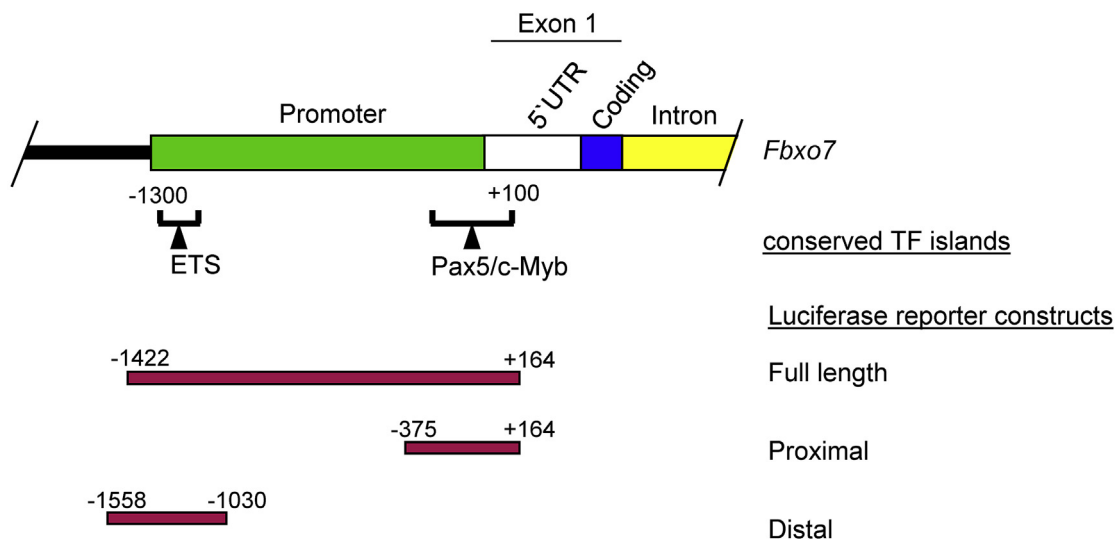 Exon 1
5`UTR
Coding
Promoter
Intron
Fbxo7
-1300
+100
ETS
Pax5/c-Myb
conserved TF islands
Luciferase reporter constructs
-1422
+164
Full length
-375
+164
Proximal
-1558
-1030
Distal